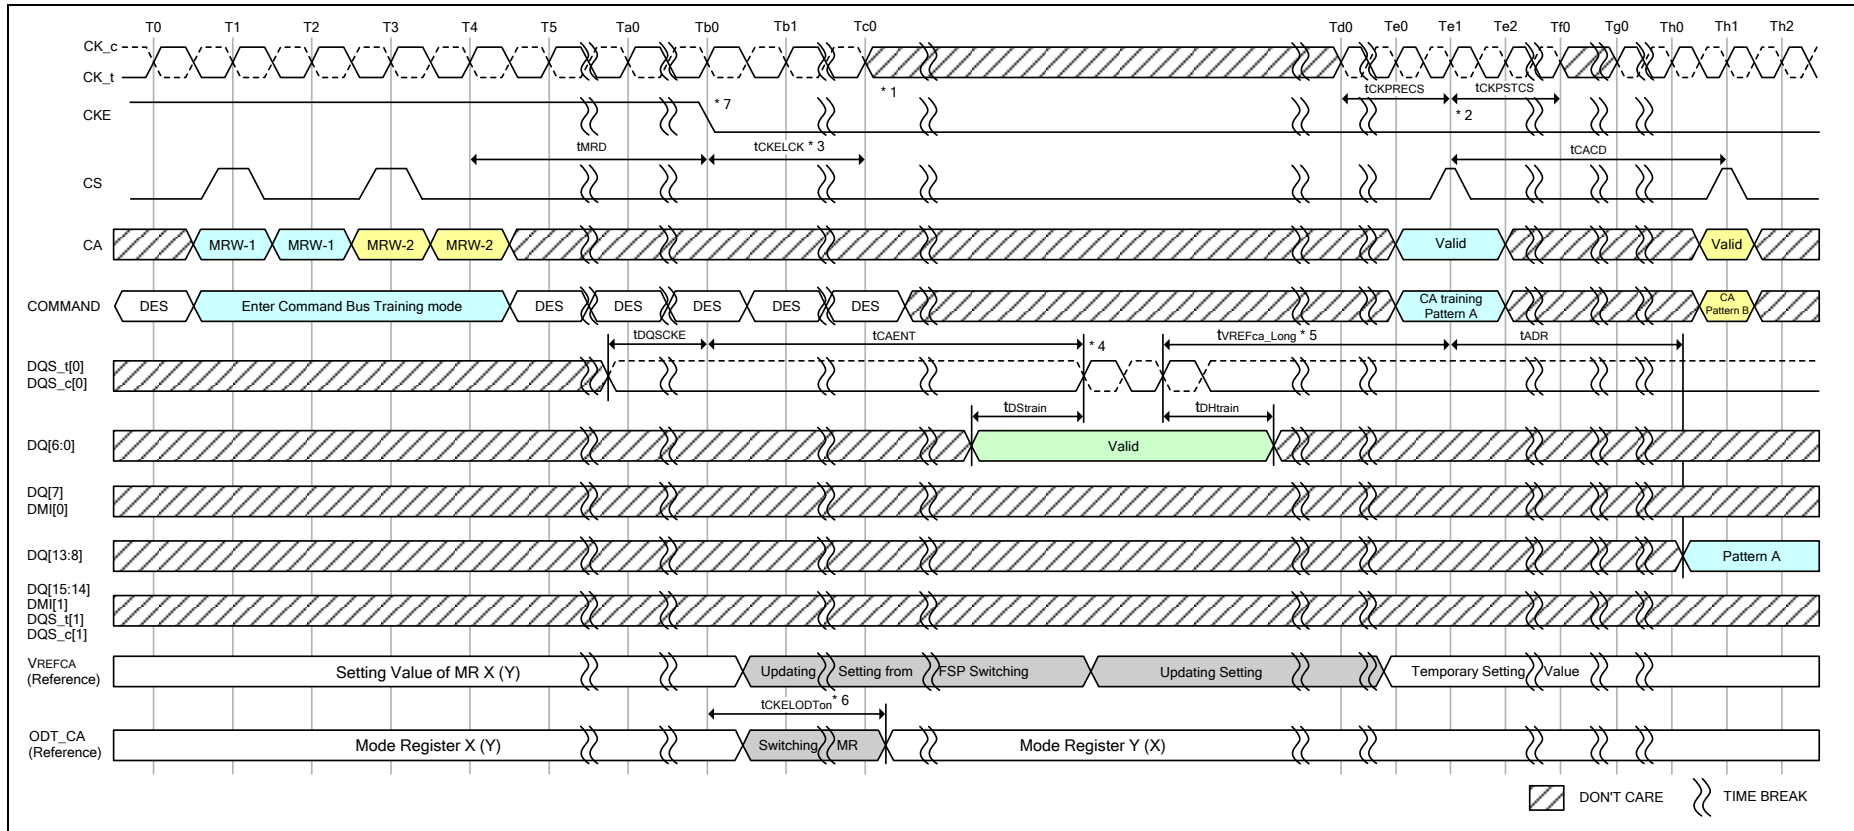 T0 T1 T2 T3 T4 T5 Ta0 Tb0 Tb1 Tc0 Td0 Te0 Te1 Te2 Tf0 Tg0 Th0 Th1 Th2
CK_c
CK_t
* 1
tCKPRECS tCKPSTCS
CKE
* 7
* 2
tMRD tCKELCK * 3 tCACD
CS
CA MRW-1 MRW-1 MRW-2 MRW-2 Valid Valid
COMMAND DES Enter Command Bus Training mode DES DES DES DES DES CA training Pattern A CA Pattern B
tDQSCKE tCAENT * 4 tVREFca_Long * 5 tADR
DQS_t[0]
DQS_c[0]
tDStrain tDHtrain
DQ[6:0] Valid
DQ[7]
DMI[0]
DQ[13:8] Pattern A
DQ[15:14]
DMI[1]
DQS_t[1]
DQS_c[1]
VREFCA
(Reference)
Setting Value of MR X (Y) Updating Setting from FSP Switching Updating Setting Temporary Setting Value
tCKELODTon* 6
ODT_CA
(Reference)
Mode Register X (Y) Switching MR Mode Register Y (X)
DON'T CARE TIME BREAK